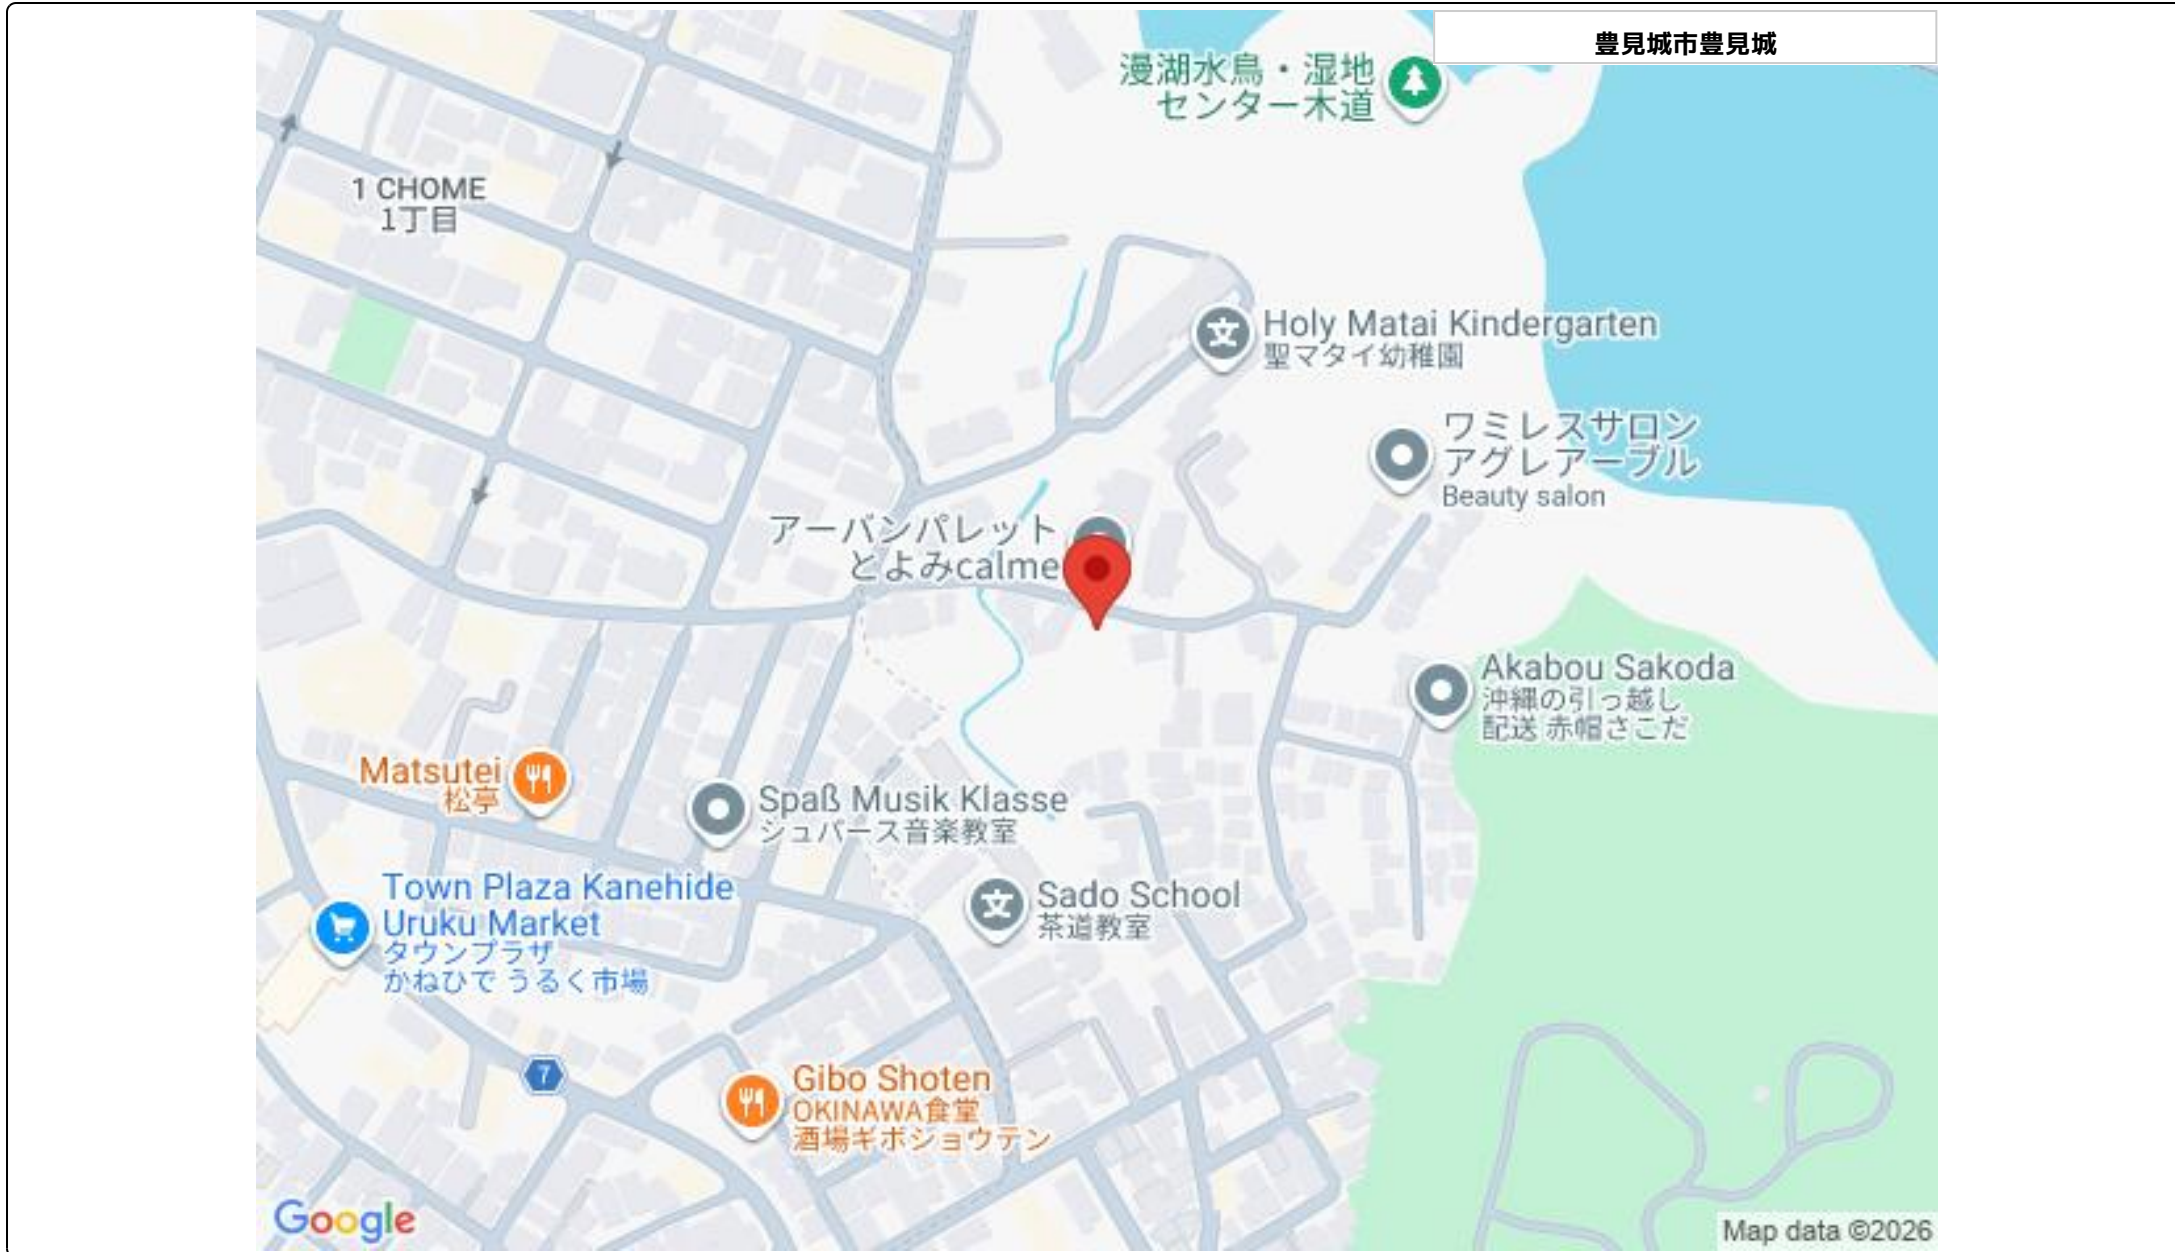 豊見城市豊見城
漫湖水鳥・湿地
センター木道
1 CHOME
1丁目
Holy Matai Kindergarten
聖マタイ幼稚園
ワミレスサロン
アグレアーブル
Beauty salon
アーバンパレット
とよみcalme
Akabou Sakoda
沖縄の引っ越し
配送 赤帽さこだ
Matsutei
松亭
Spaß Musik Klasse
シュパース音楽教室
Town Plaza Kanehide
Uruku Market
タウンプラザ
かねひで うるく市場
Sado School
茶道教室
7
Gibo Shoten
OKINAWA食堂
酒場ギボショウテン
Google
Map data ©2026